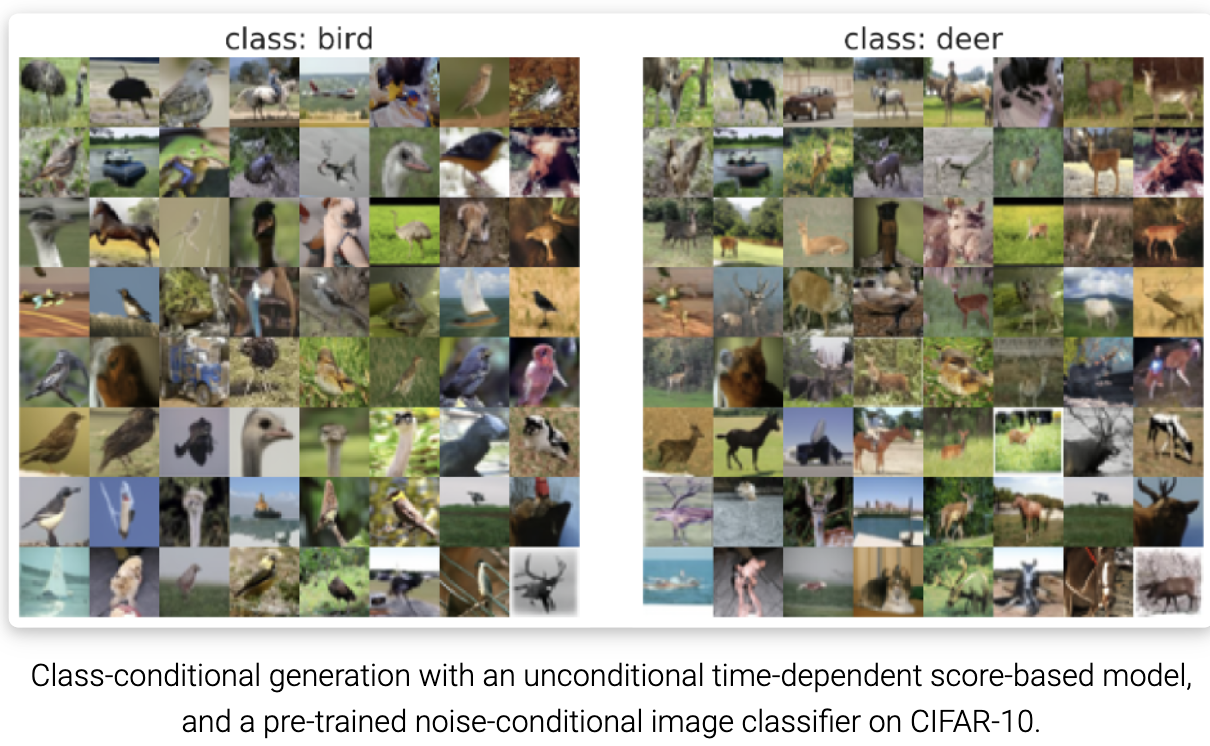 class: bird
class: deer
Class-conditional generation with an unconditional time-dependent score-based model,
and a pre-trained noise-conditional image classifier on CIFAR-10.